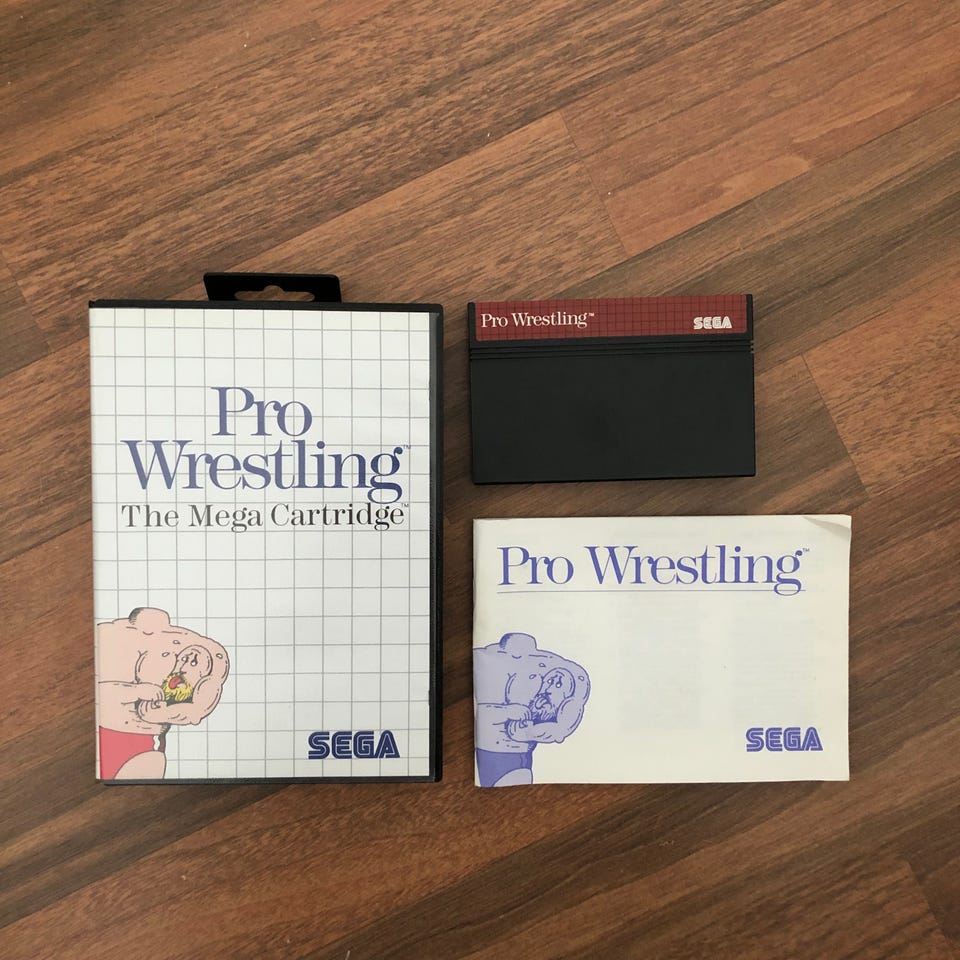 Pro
Wrestling™
The Mega Cartridge™
SEGA
Pro Wrestling™
SEGA
Pro Wrestling™
SEGA